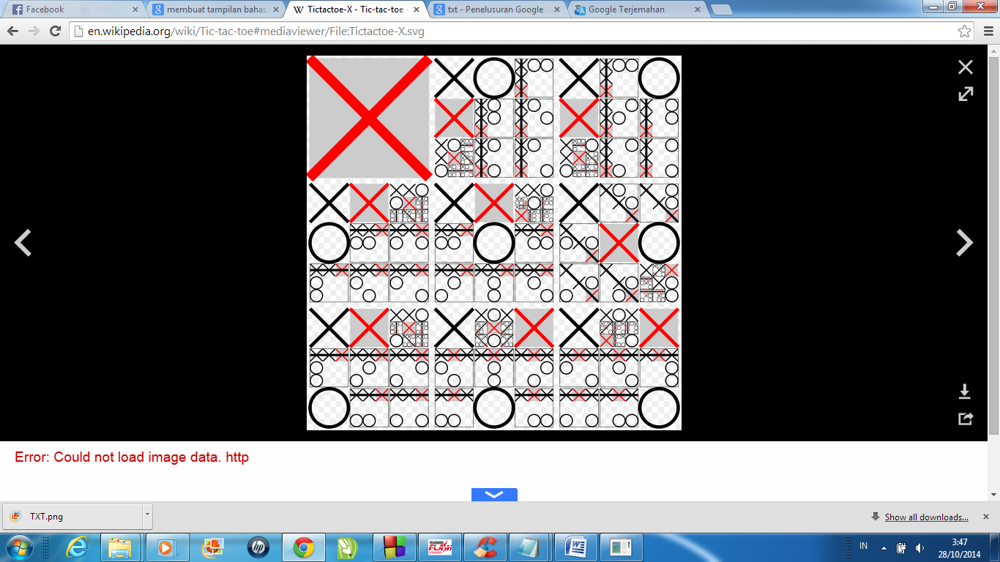 Facebook
membuat tampilan bahas
Tictactoe-X - Tic-tac-toe -
txt - Penelusuran Google
Google Terjemahan
en.wikipedia.org/wiki/Tic-tac-toe#mediaviewer/File:Tictactoe-X.svg
Error: Could not load image data. http
TXT.png
Show all downloads...
IN
3:47
28/10/2014